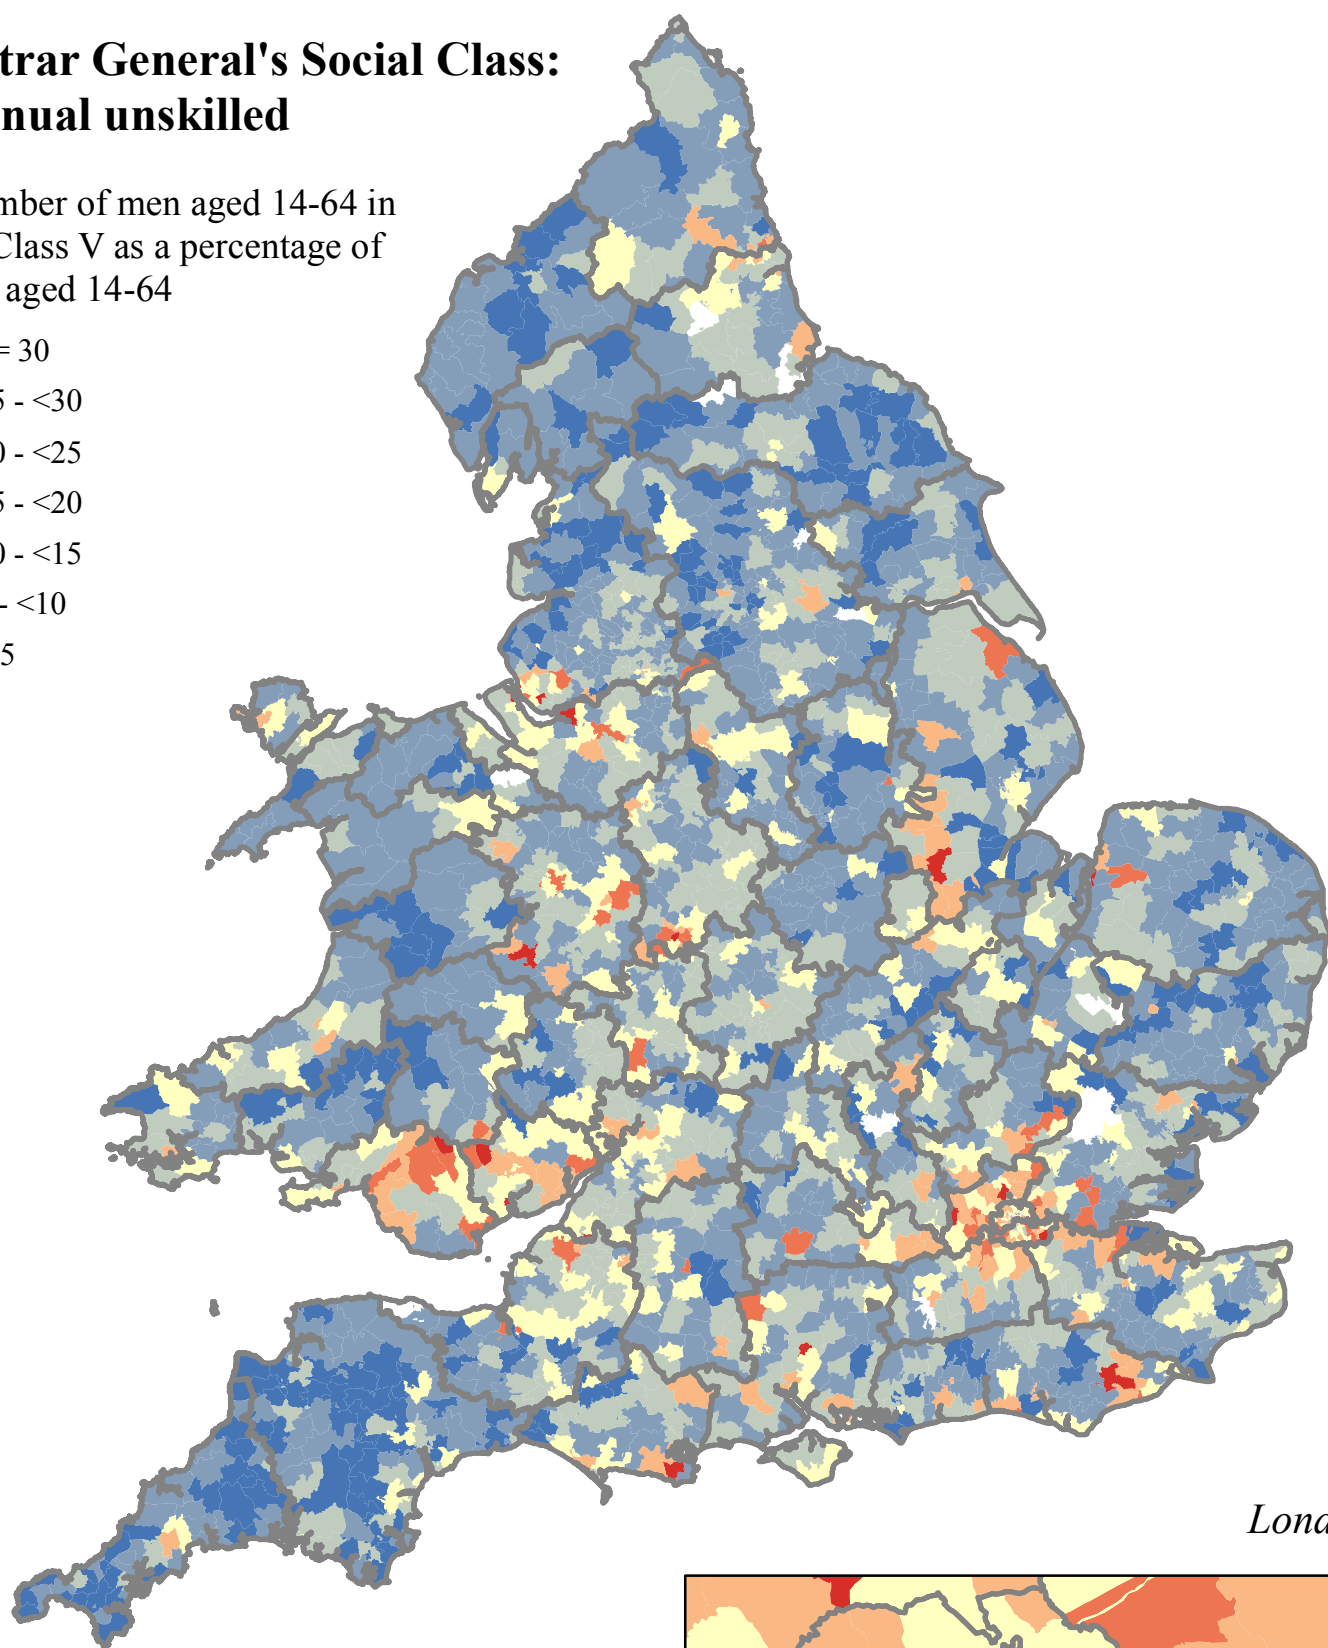 trar General's Social Class:
nual unskilled
mber of men aged 14-64 in
Class V as a percentage of
aged 14-64
= 30
5 - <30
0 - <25
5 - <20
0 - <15
- <10
5
Lond